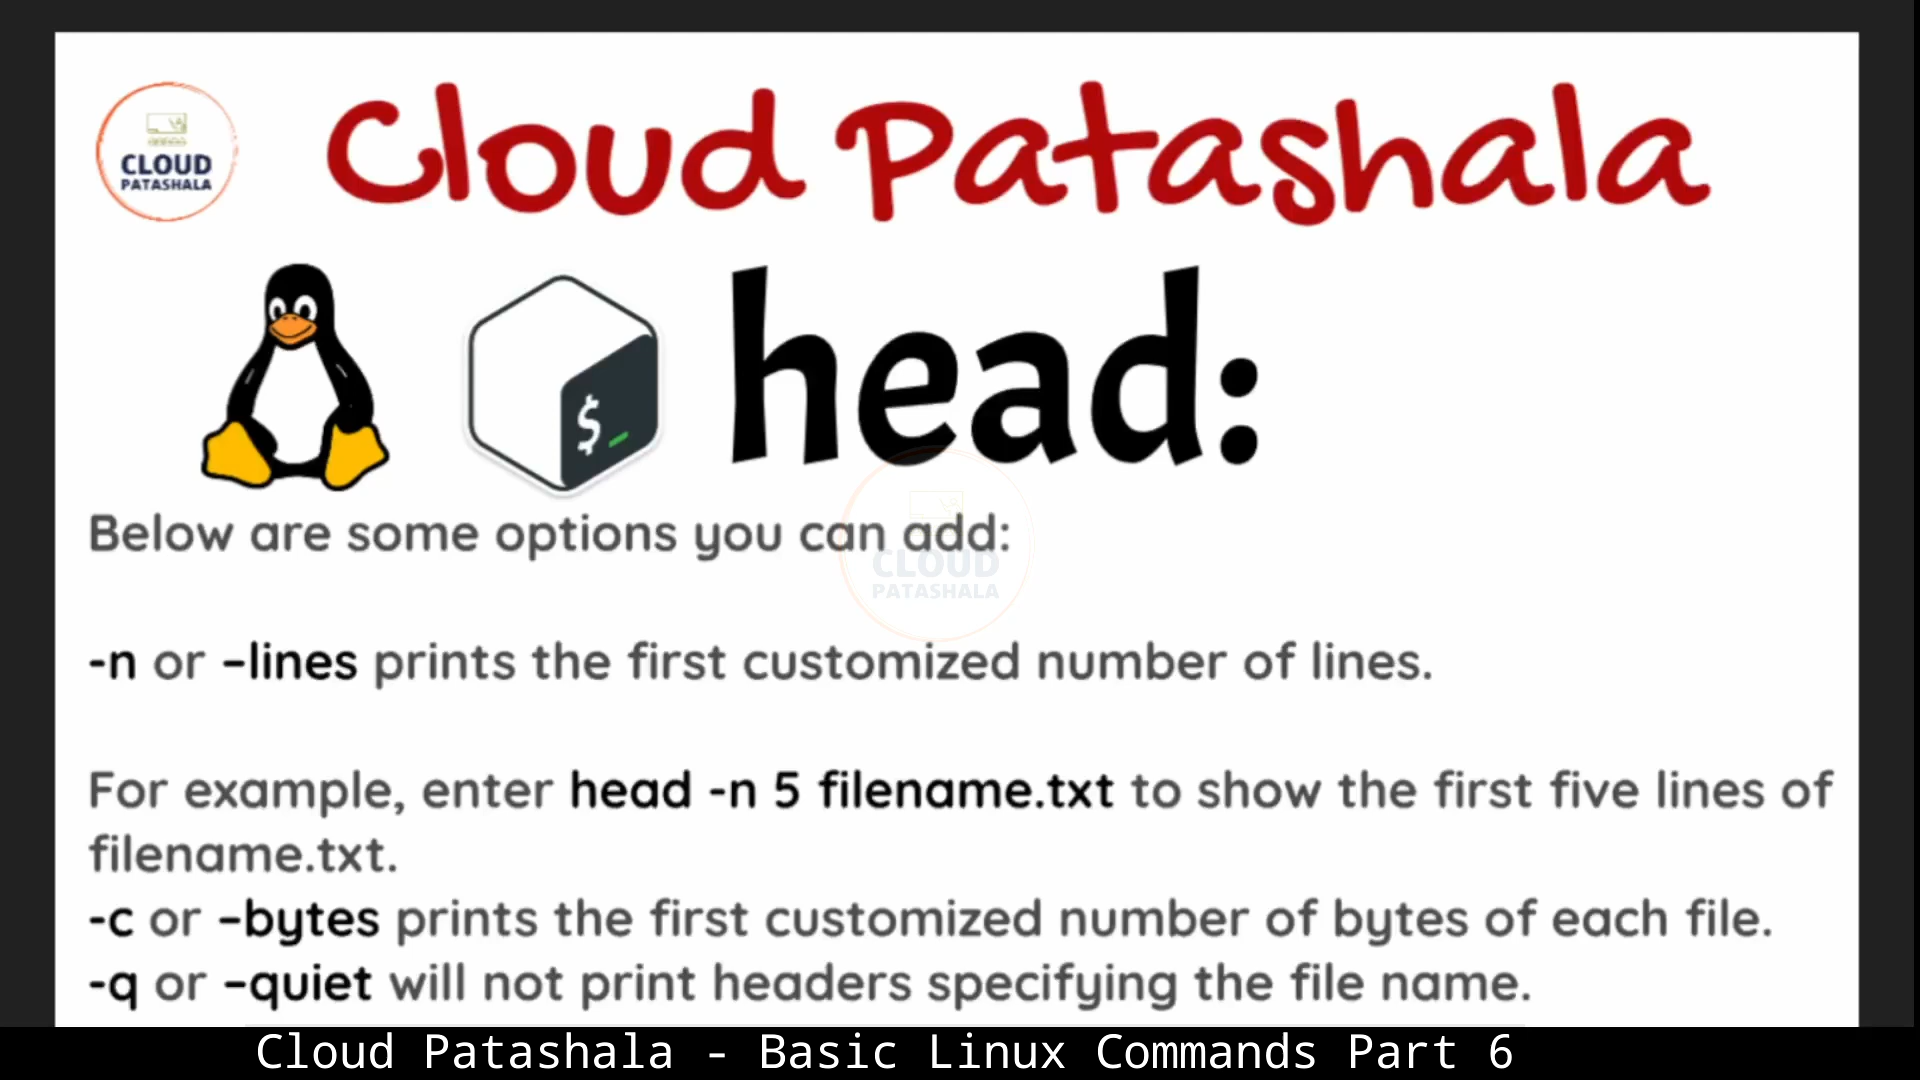 CLOUD
PATASHALA
Cloud Patashala
$_
head:
Below are some options you can add:
CLOUD
PATASHALA
-n or –lines prints the first customized number of lines.
For example, enter head -n 5 filename.txt to show the first five lines of
filename.txt.
-c or –bytes prints the first customized number of bytes of each file.
-q or –quiet will not print headers specifying the file name.
Cloud Patashala - Basic Linux Commands Part 6